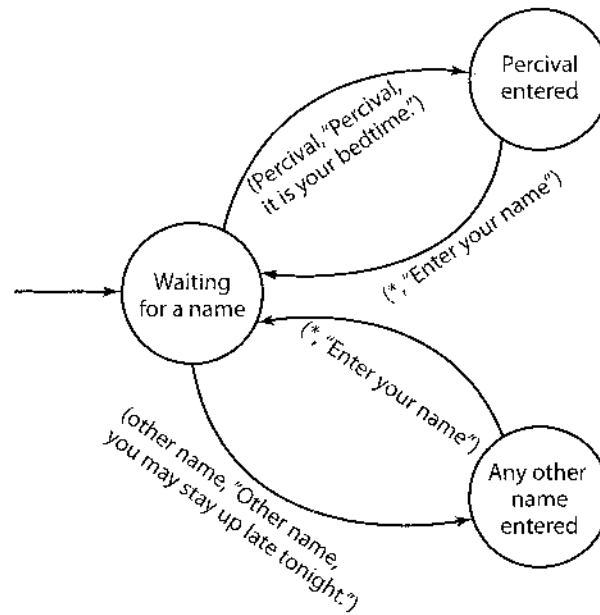 Percival
entered
(Percival, "Percival,
it is your bedtime.")
(*, "Enter your name")
Waiting
for a name
(*, "Enter your name")
(other name, "Other name,
you may stay up late tonight.")
Any other
name
entered